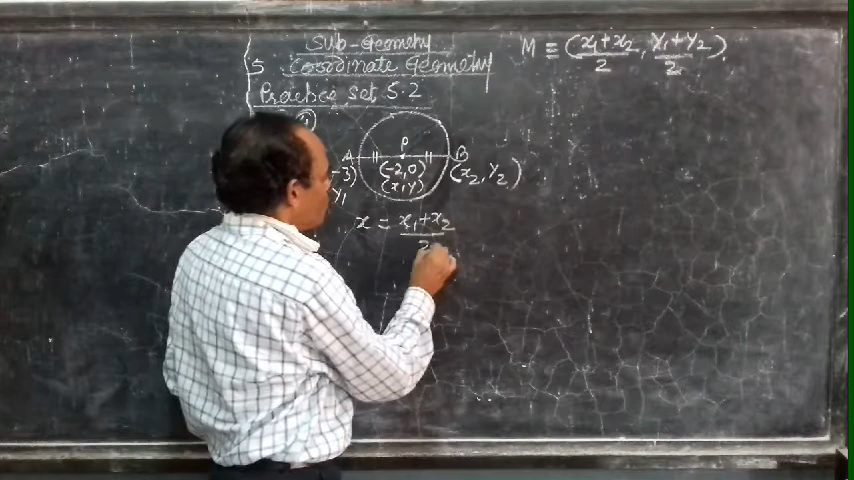 Sub-Geometry
5 Coordinate Geometry
Practice set 5.2
M ≡ (x₁+x₂/2, y₁+y₂/2)
P
A B
-3) (-2,0) (x₂, y₂)
y₁ (x,y)
x = x₁+x₂/2